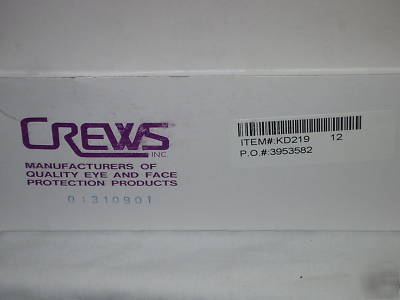 CREWS
INC.
MANUFACTURERS OF
QUALITY EYE AND FACE
PROTECTION PRODUCTS
01310901
ITEM#:KD219 12
P.O.#:3953582